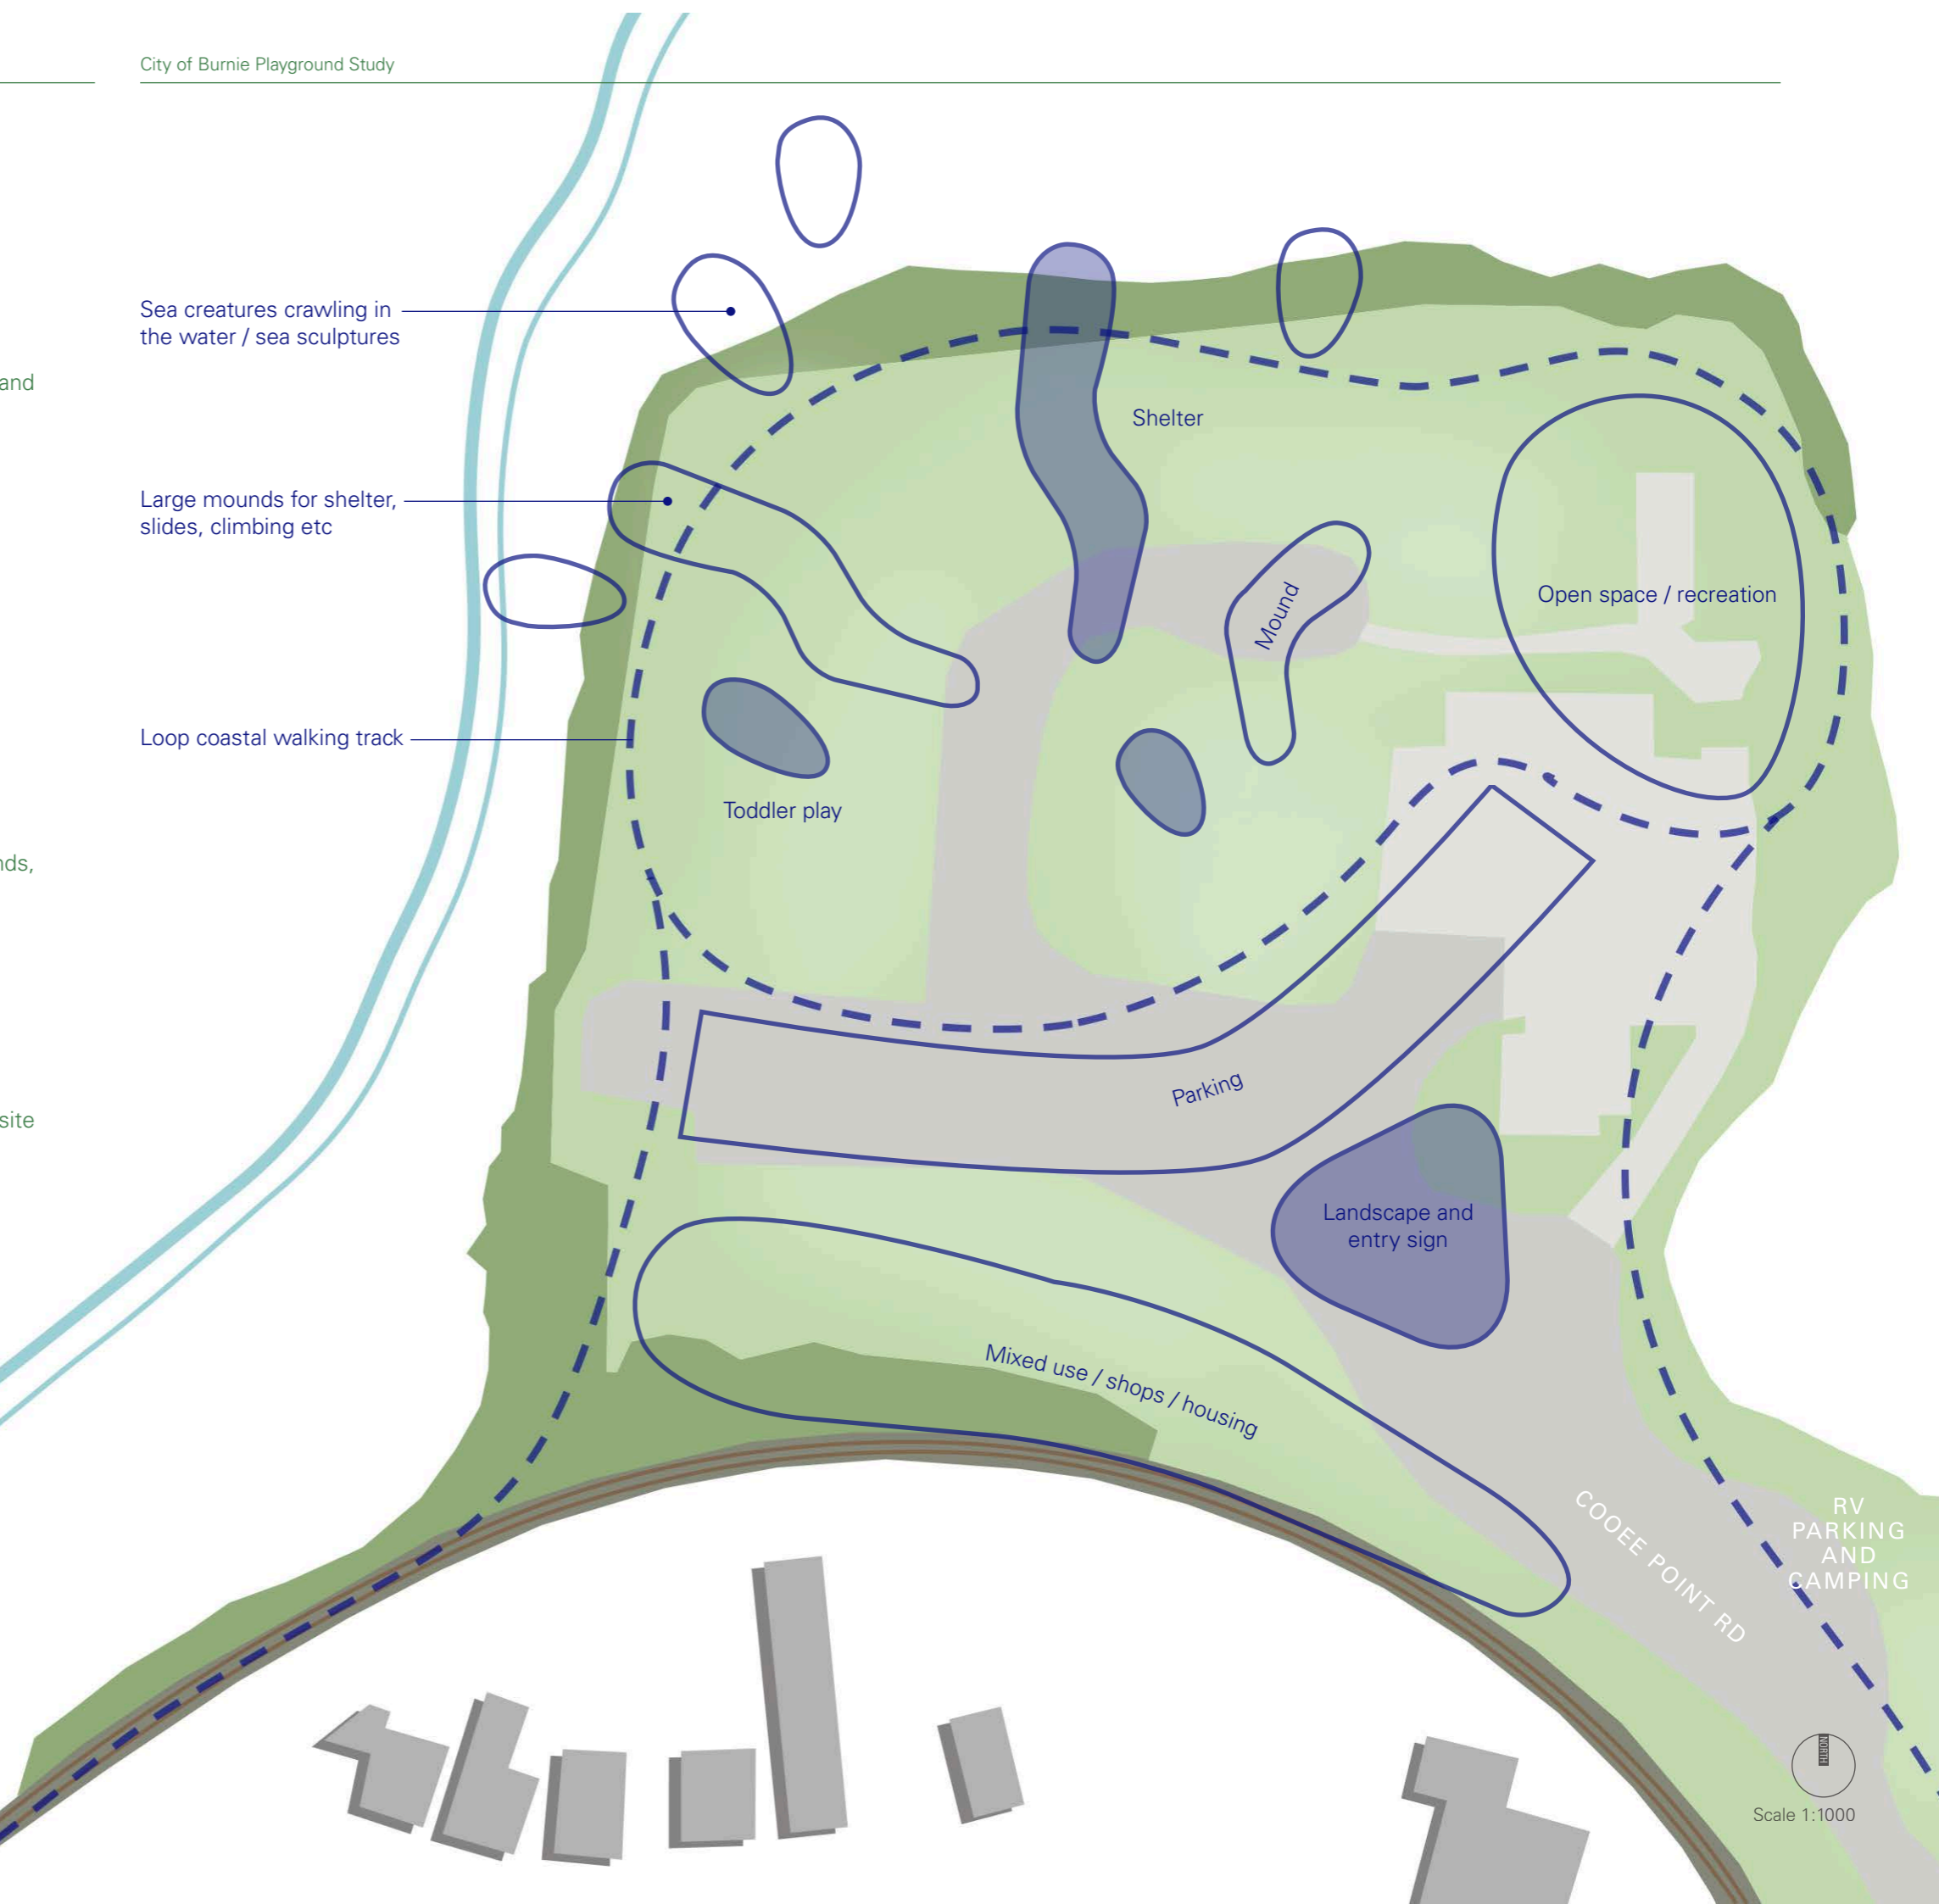 City of Burnie Playground Study
Sea creatures crawling in
the water / sea sculptures
and
Shelter
Large mounds for shelter,
slides, climbing etc
Open space / recreation
Mound
Loop coastal walking track
Toddler play
nds,
Parking
site
Landscape and
entry sign
Mixed use / shops / housing
COOEE POINT RD
RV
PARKING
AND
CAMPING
NORTH
Scale 1:1000